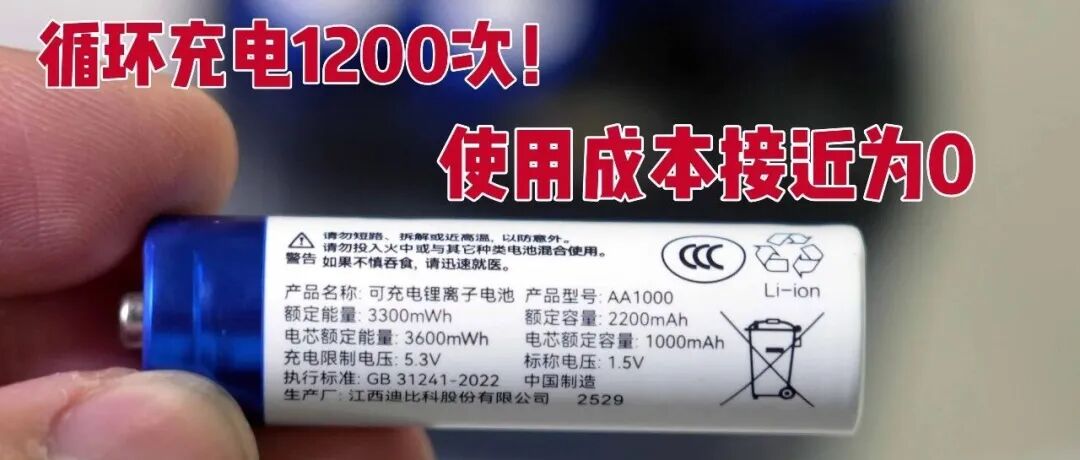 循环充电1200次!
使用成本接近为0
请勿短路、拆解或近高温，以防意外。
请勿投入火中或与其它种类电池混合使用。
警告 如果不慎吞食，请迅速就医。
CCC
Li-ion
产品名称: 可充电锂离子电池 产品型号: AA1000
额定能量: 3300mWh 额定容量: 2200mAh
电芯额定能量: 3600mWh 电芯额定容量: 1000mAh
充电限制电压: 5.3V 标称电压: 1.5V
执行标准: GB 31241-2022 中国制造
生产厂: 江西迪比科股份有限公司 2529